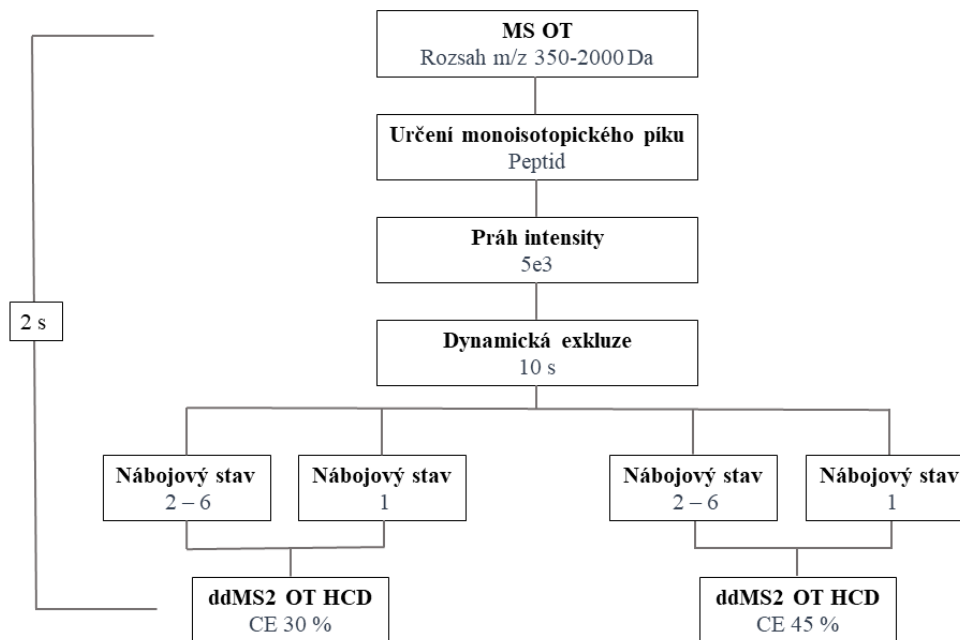 MS OT
Rozsah m/z 350-2000 Da
Určení monoisotopického píku
Peptid
Práh intensity
5e3
2 s
Dynamická exkluze
10 s
Nábojový stav
2 – 6
Nábojový stav
1
Nábojový stav
2 – 6
Nábojový stav
1
ddMS2 OT HCD
CE 30 %
ddMS2 OT HCD
CE 45 %